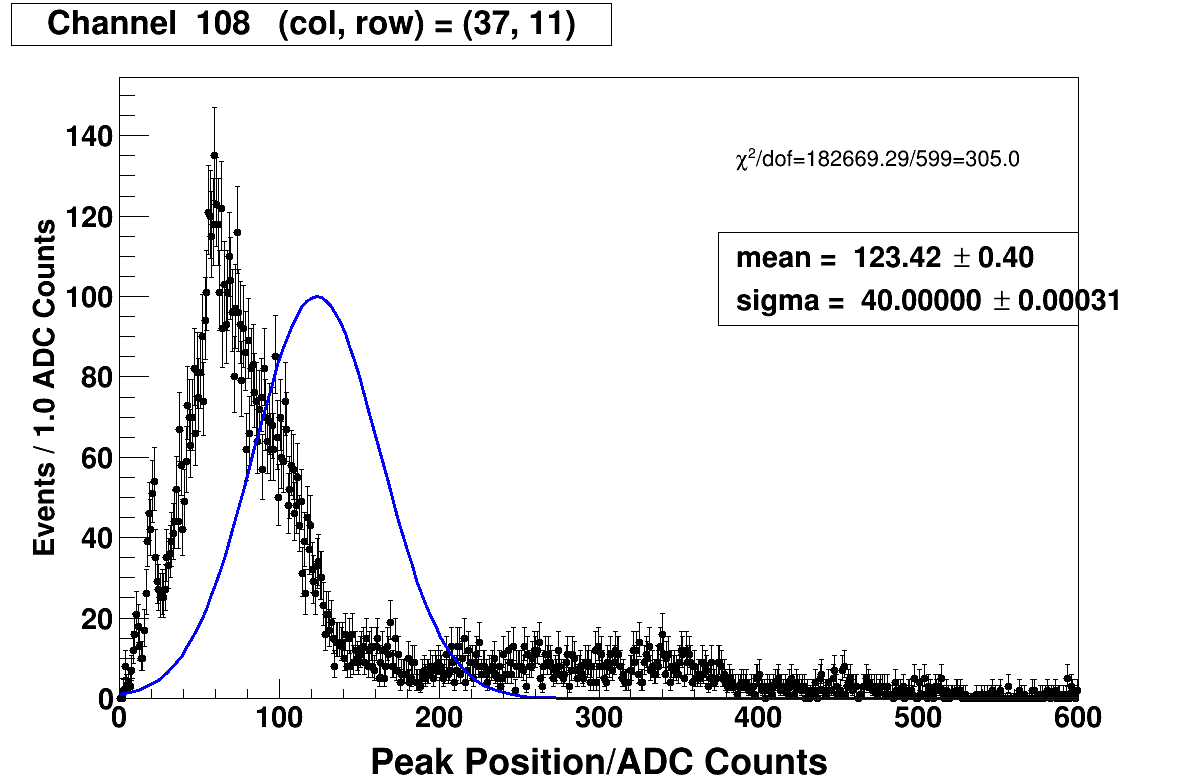 Channel 108 (col, row) = (37, 11)
χ²/dof=182669.29/599=305.0
mean = 123.42 ± 0.40
sigma = 40.00000 ± 0.00031
Events / 1.0 ADC Counts
140
120
100
80
60
40
20
0
0 100 200 300 400 500 600
Peak Position/ADC Counts